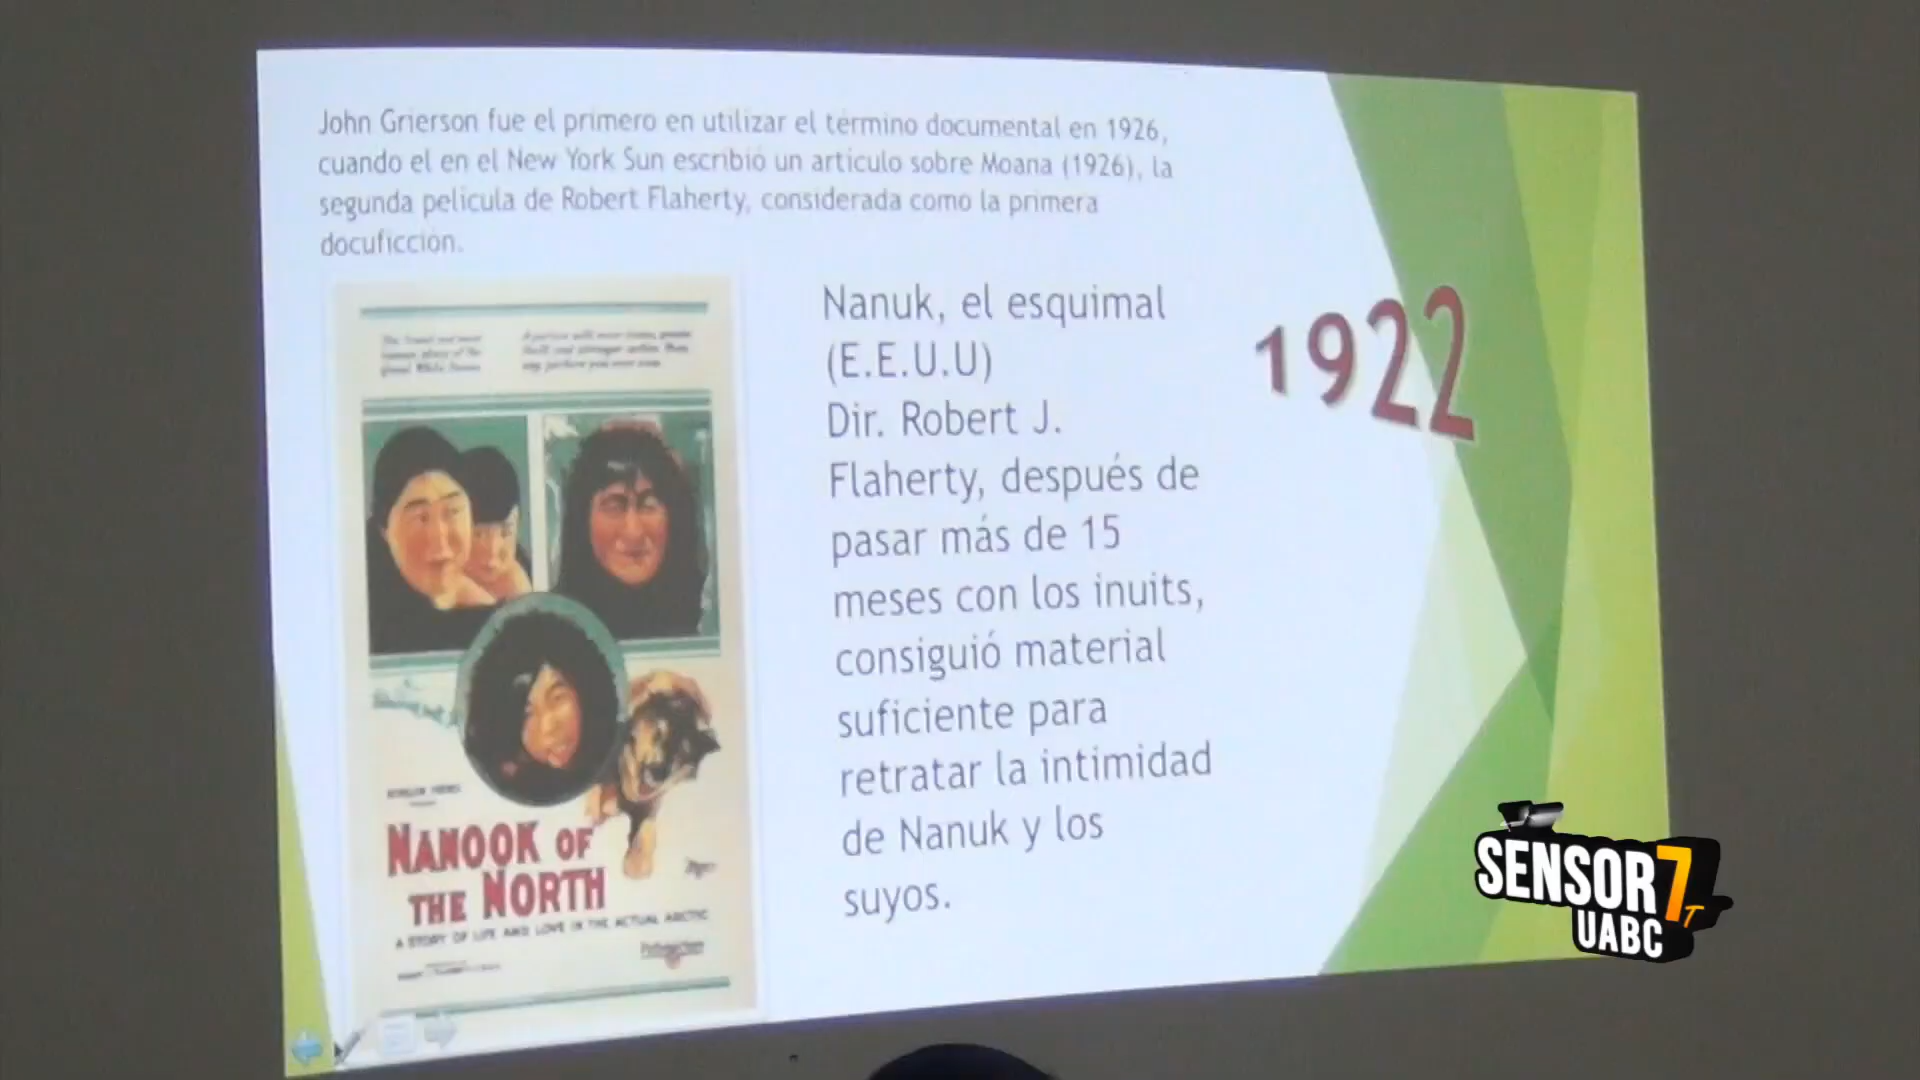 John Grierson fue el primero en utilizar el término documental en 1926,
cuando el en el New York Sun escribió un artículo sobre Moana (1926), la
segunda película de Robert Flaherty, considerada como la primera
docuficción.
Nanuk, el esquimal
(E.E.U.U)
Dir. Robert J.
Flaherty, después de
pasar más de 15
meses con los inuits,
consiguió material
suficiente para
retratar la intimidad
de Nanuk y los
suyos.
1922
NANOOK OF
THE NORTH
A STORY OF LIFE AND LOVE IN THE ACTUAL ARCTIC
SENSOR7T
UABC